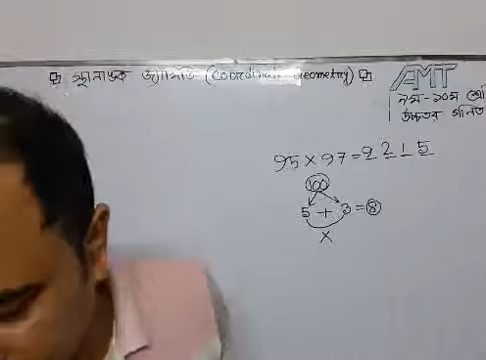 স্থানাঙ্ক জ্যামিতি (Coordinate Geometry)
AMT
৯ম-১০ম শ্রেণি
উচ্চতর গণিত
95 × 97 = 9215
100
5 + 3 = 8
×